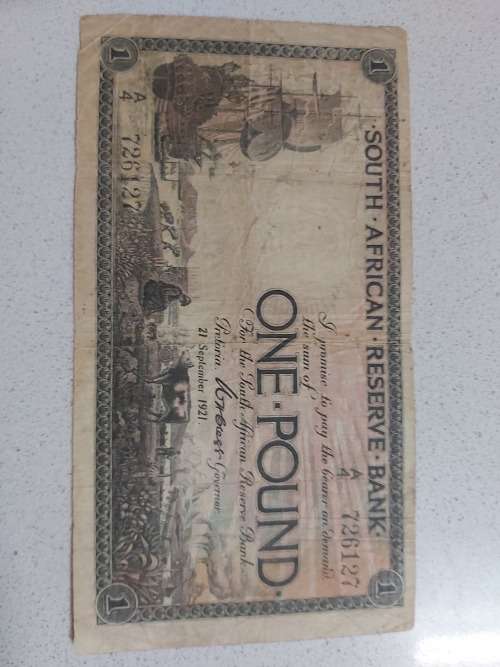 1
1
·SOUTH·AFRICAN·RESERVE·BANK·
A/4 726127
A/4 726127
I promise to pay the bearer on demand
the sum of
ONE·POUND·
For the South African Reserve Bank.
Pretoria, Governor
21 September 1921
1
1